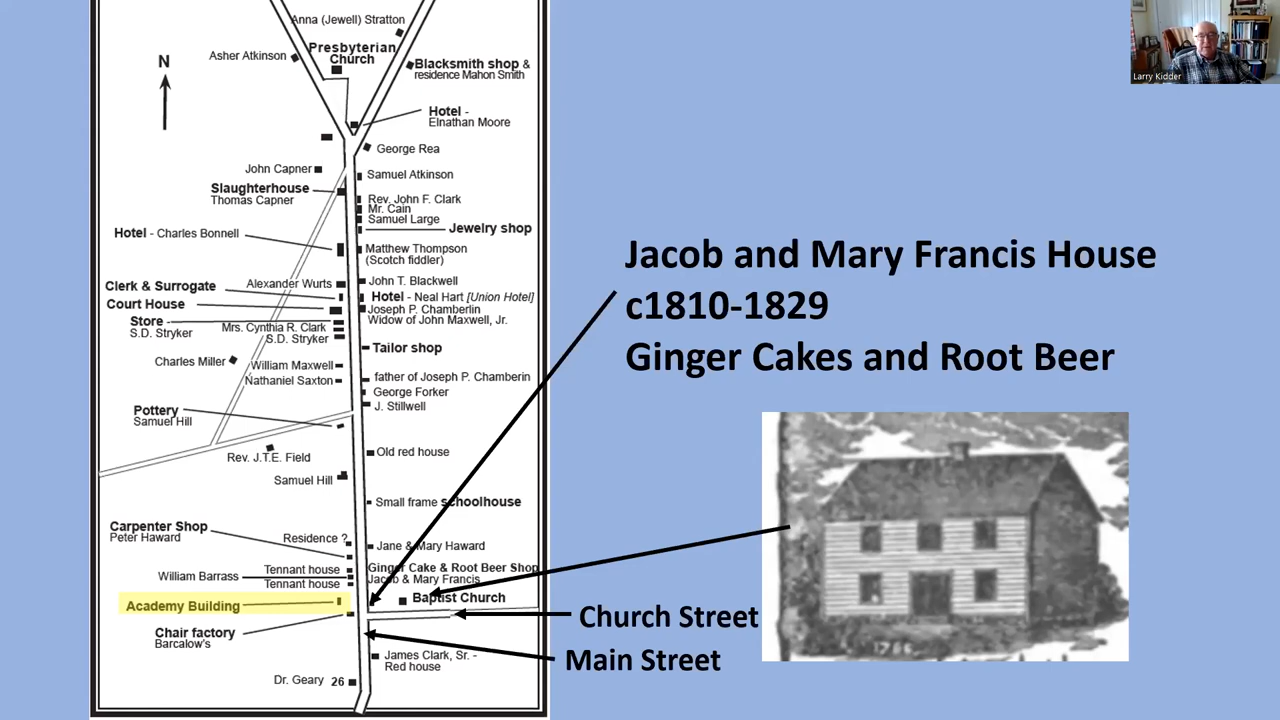 Anna (Jewell) Stratton
Asher Atkinson
Presbyterian
Church
Blacksmith shop &
residence Mahon Smith
N
Hotel -
Elnathan Moore
George Rea
John Capner
Samuel Atkinson
Slaughterhouse
Thomas Capner
Rev. John F. Clark
Mr. Cain
Samuel Large
Jewelry shop
Hotel - Charles Bonnell
Matthew Thompson
(Scotch fiddler)
Clerk & Surrogate
Alexander Wurts
John T. Blackwell
Court House
Hotel - Neal Hart [Union Hotel]
Joseph P. Chamberlin
Widow of John Maxwell, Jr.
Store -
S.D. Stryker
Mrs. Cynthia R. Clark
S.D. Stryker
Tailor shop
Charles Miller
William Maxwell
Nathaniel Saxton
father of Joseph P. Chamberin
George Forker
J. Stillwell
Pottery
Samuel Hill
Rev. J.T.E. Field
Old red house
Samuel Hill
Small frame schoolhouse
Carpenter Shop
Peter Haward
Residence ?
Jane & Mary Haward
William Barrass
Tennant house
Tennant house
Ginger Cake & Root Beer Shop
Jacob & Mary Francis
Academy Building
Baptist Church
Chair factory
Barcalow's
James Clark, Sr. -
Red house
Dr. Geary 26
Jacob and Mary Francis House
c1810-1829
Ginger Cakes and Root Beer
Church Street
Main Street
Larry Kidder